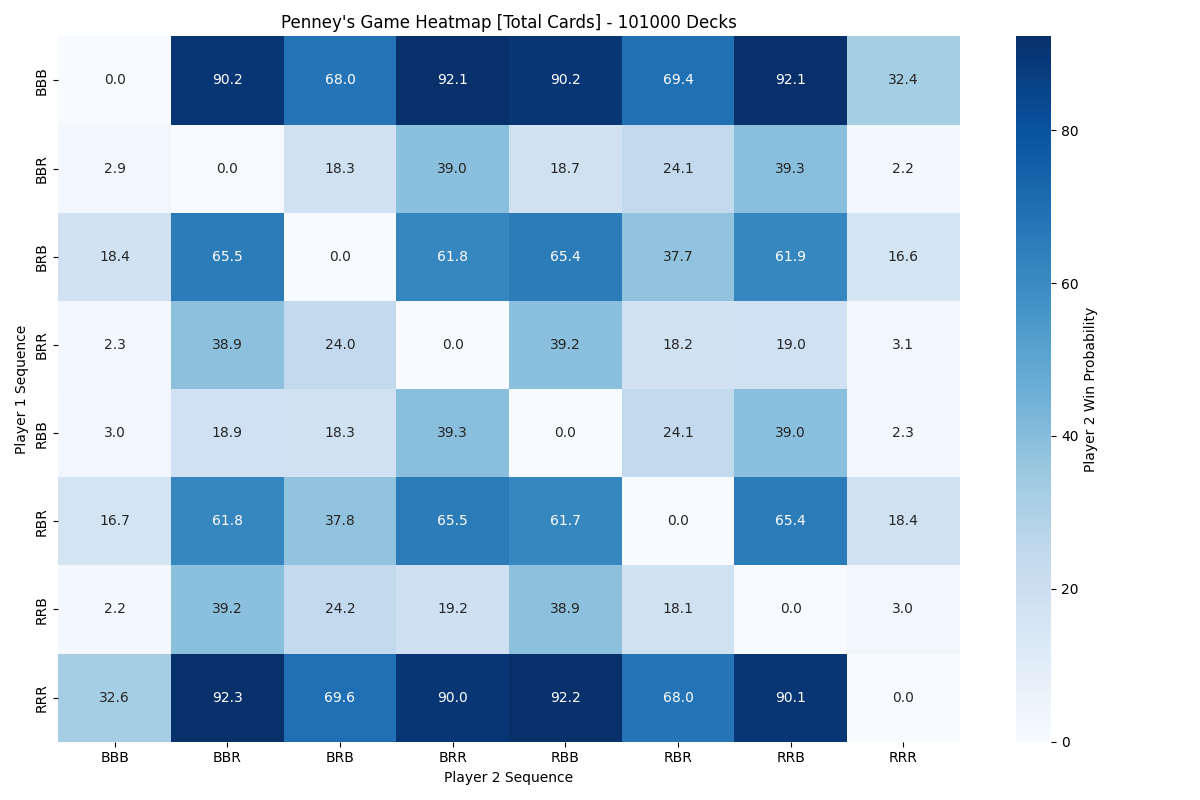 Penney's Game Heatmap [Total Cards] - 101000 Decks
BBB 0.0 90.2 68.0 92.1 90.2 69.4 92.1 32.4
BBR 2.9 0.0 18.3 39.0 18.7 24.1 39.3 2.2
BRB 18.4 65.5 0.0 61.8 65.4 37.7 61.9 16.6
BRR 2.3 38.9 24.0 0.0 39.2 18.2 19.0 3.1
RBB 3.0 18.9 18.3 39.3 0.0 24.1 39.0 2.3
RBR 16.7 61.8 37.8 65.5 61.7 0.0 65.4 18.4
RRB 2.2 39.2 24.2 19.2 38.9 18.1 0.0 3.0
RRR 32.6 92.3 69.6 90.0 92.2 68.0 90.1 0.0
BBB BBR BRB BRR RBB RBR RRB RRR
Player 2 Sequence
Player 1 Sequence
80
60
40
20
0
Player 2 Win Probability